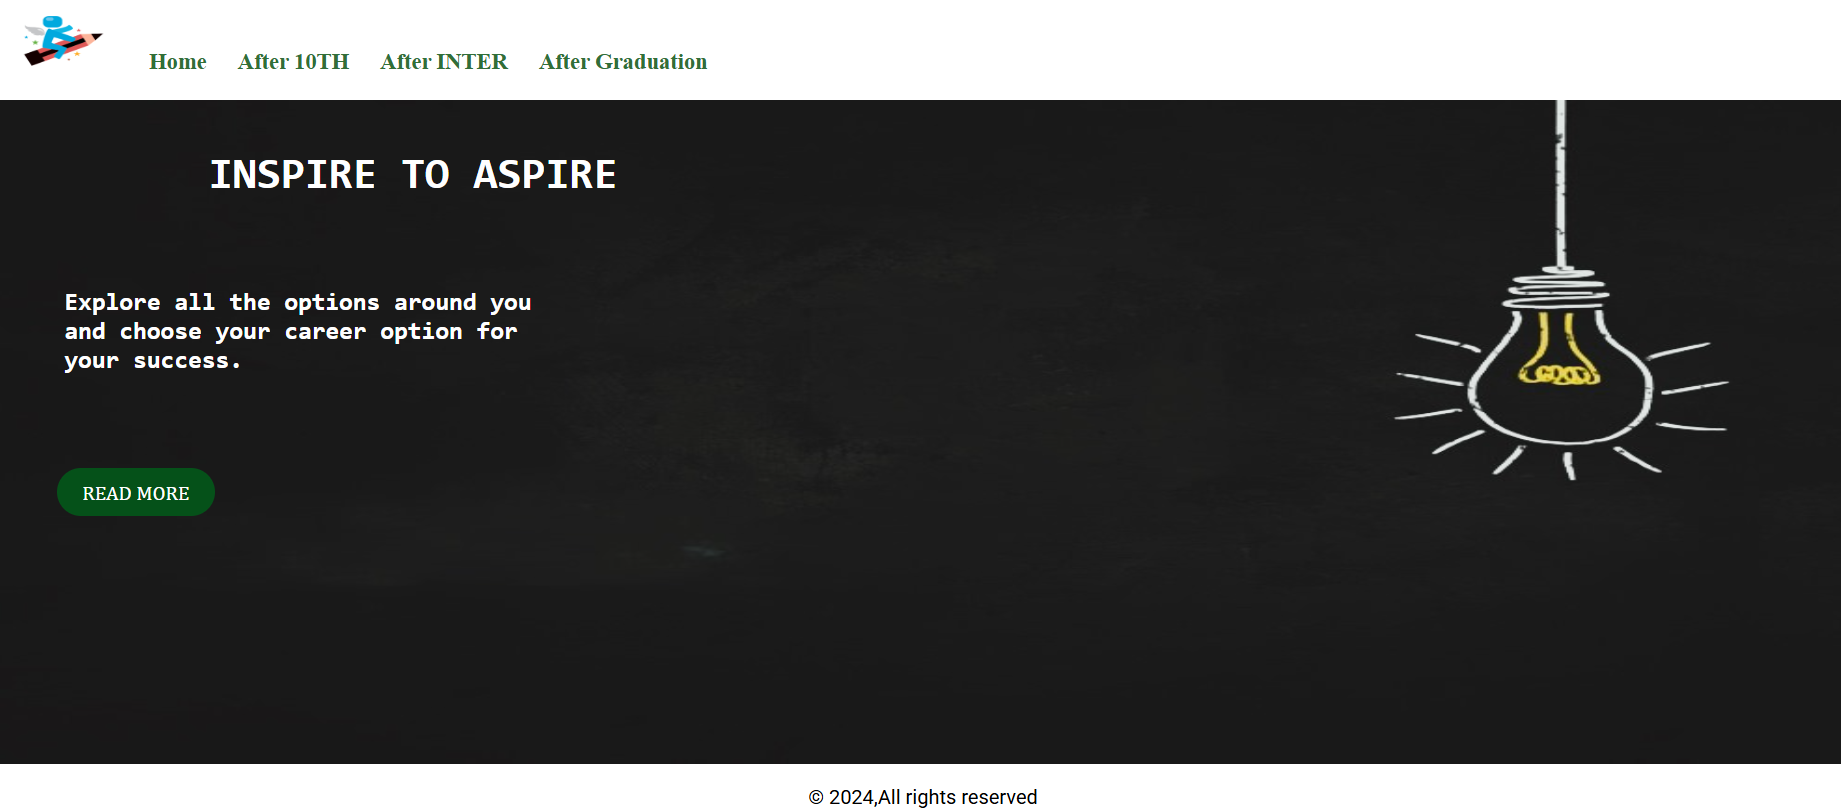 Home After 10TH After INTER After Graduation
INSPIRE TO ASPIRE
Explore all the options around you
and choose your career option for
your success.
READ MORE
© 2024,All rights reserved